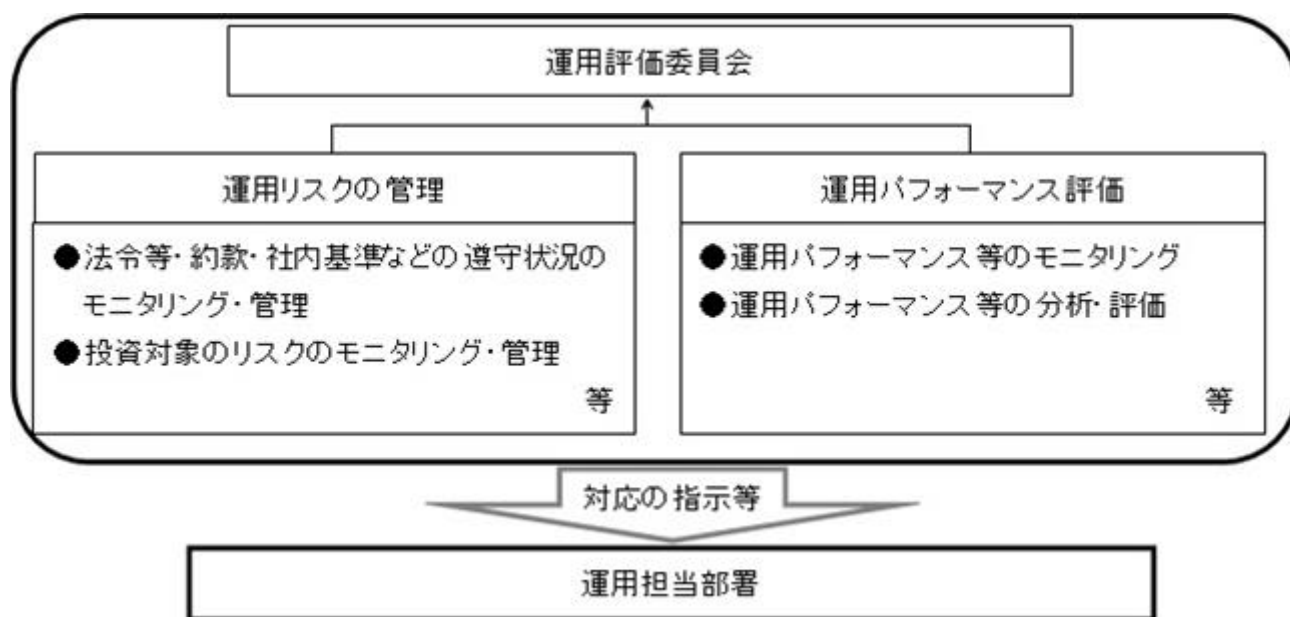 運用評価委員会
運用リスクの管理
●法令等・約款・社内基準などの遵守状況の
モニタリング・管理
●投資対象のリスクのモニタリング・管理
等
運用パフォーマンス評価
●運用パフォーマンス等のモニタリング
●運用パフォーマンス等の分析・評価
等
対応の指示等
運用担当部署